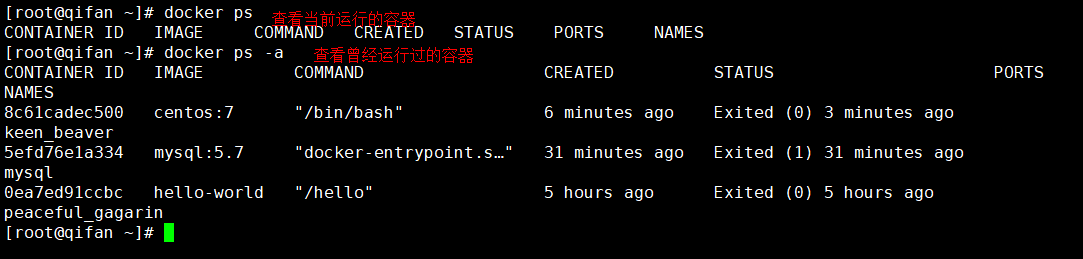 [root@qifan ~]# docker ps 查看当前运行的容器
CONTAINER ID IMAGE COMMAND CREATED STATUS PORTS NAMES
[root@qifan ~]# docker ps -a 查看曾经运行过的容器
CONTAINER ID IMAGE COMMAND CREATED STATUS PORTS
NAMES
8c61cadec500 centos:7 "/bin/bash" 6 minutes ago Exited (0) 3 minutes ago
keen_beaver
5efd76e1a334 mysql:5.7 "docker-entrypoint.s…" 31 minutes ago Exited (1) 31 minutes ago
mysql
0ea7ed91ccbc hello-world "/hello" 5 hours ago Exited (0) 5 hours ago
peaceful_gagarin
[root@qifan ~]#